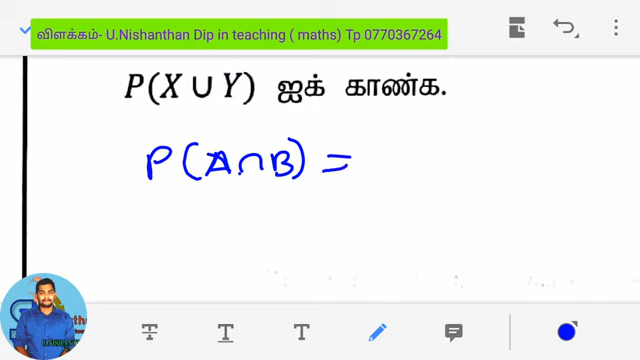 விளக்கம்- U.Nishanthan Dip in teaching ( maths) Tp 0770367264
P(X ∪ Y) ஐக் காண்க.
P(A∩B) =
T T T